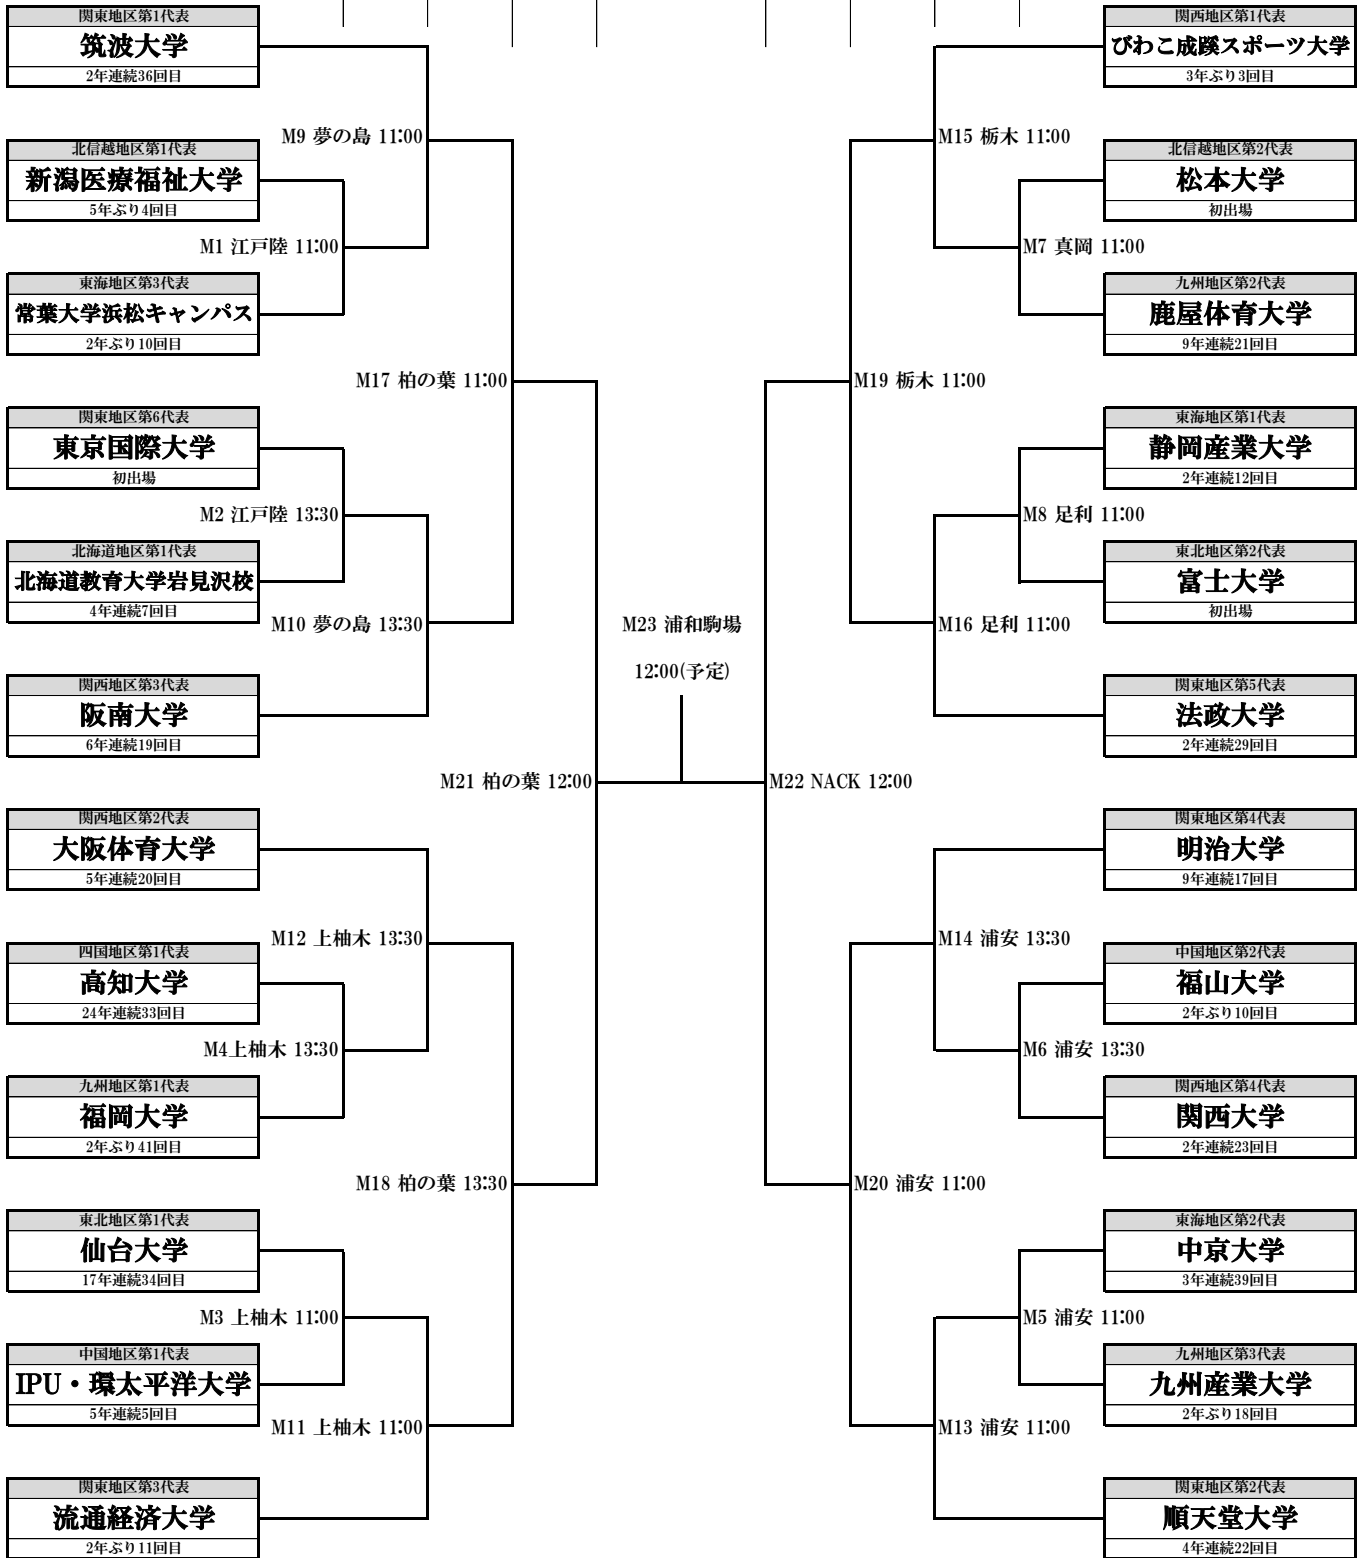 関東地区第1代表
筑波大学
2年連続36回目
M9 夢の島 11:00
北信越地区第1代表
新潟医療福祉大学
5年ぶり4回目
M1 江戸陸 11:00
東海地区第3代表
常葉大学浜松キャンパス
2年ぶり10回目
M17 柏の葉 11:00
関東地区第6代表
東京国際大学
初出場
M2 江戸陸 13:30
北海道地区第1代表
北海道教育大学岩見沢校
4年連続7回目
M10 夢の島 13:30
関西地区第3代表
阪南大学
6年連続19回目
M21 柏の葉 12:00
関西地区第2代表
大阪体育大学
5年連続20回目
M12 上柚木 13:30
四国地区第1代表
高知大学
24年連続33回目
M4上柚木 13:30
九州地区第1代表
福岡大学
2年ぶり41回目
M18 柏の葉 13:30
東北地区第1代表
仙台大学
17年連続34回目
M3 上柚木 11:00
中国地区第1代表
IPU・環太平洋大学
5年連続5回目
M11 上柚木 11:00
関東地区第3代表
流通経済大学
2年ぶり11回目
M23 浦和駒場
12:00(予定)
関西地区第1代表
びわこ成蹊スポーツ大学
3年ぶり3回目
M15 栃木 11:00
北信越地区第2代表
松本大学
初出場
M7 真岡 11:00
九州地区第2代表
鹿屋体育大学
9年連続21回目
M19 栃木 11:00
東海地区第1代表
静岡産業大学
2年連続12回目
M8 足利 11:00
東北地区第2代表
富士大学
初出場
M16 足利 11:00
関東地区第5代表
法政大学
2年連続29回目
M22 NACK 12:00
関東地区第4代表
明治大学
9年連続17回目
M14 浦安 13:30
中国地区第2代表
福山大学
2年ぶり10回目
M6 浦安 13:30
関西地区第4代表
関西大学
2年連続23回目
M20 浦安 11:00
東海地区第2代表
中京大学
3年連続39回目
M5 浦安 11:00
九州地区第3代表
九州産業大学
2年ぶり18回目
M13 浦安 11:00
関東地区第2代表
順天堂大学
4年連続22回目